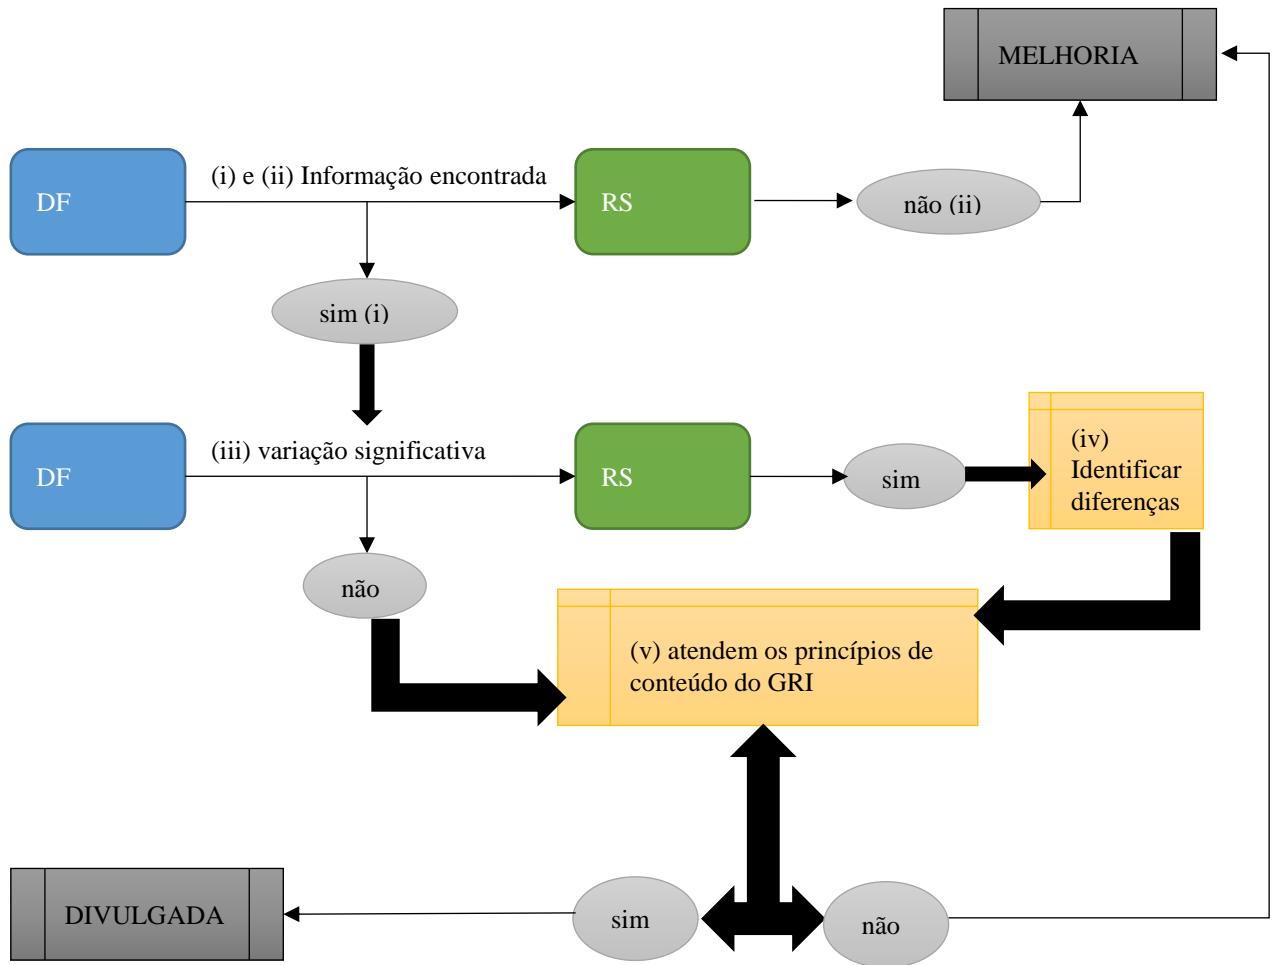 MELHORIA
DF
(i) e (ii) Informação encontrada
RS
não (ii)
sim (i)
DF
(iii) variação significativa
RS
sim
(iv)
Identificar
diferenças
não
(v) atendem os princípios de
conteúdo do GRI
DIVULGADA
sim
não